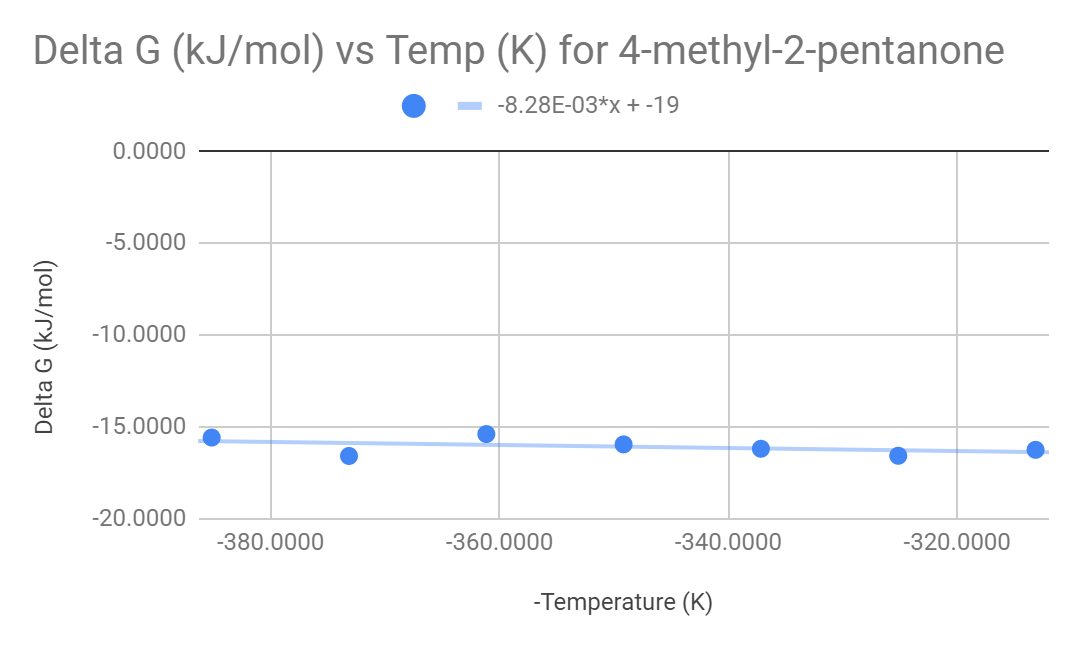 Delta G (kJ/mol) vs Temp (K) for 4-methyl-2-pentanone
-8.28E-03*x + -19
0.0000
-5.0000
-10.0000
-15.0000
-20.0000
Delta G (kJ/mol)
-380.0000 -360.0000 -340.0000 -320.0000
-Temperature (K)